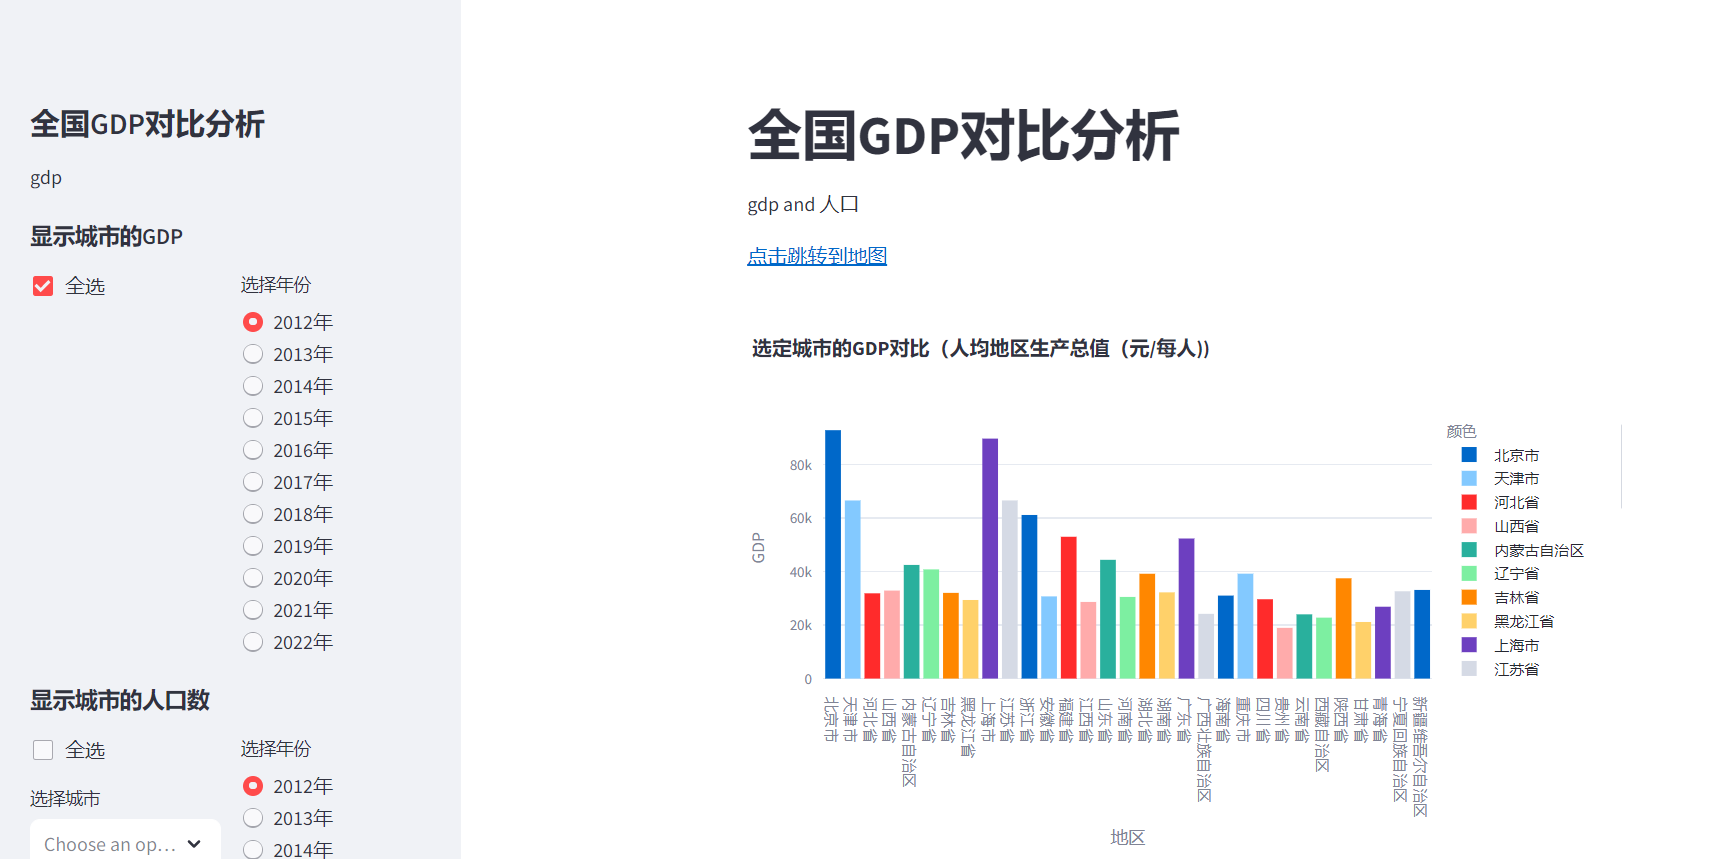 全国GDP对比分析
gdp
显示城市的GDP
全选
选择年份
2012年
2013年
2014年
2015年
2016年
2017年
2018年
2019年
2020年
2021年
2022年
显示城市的人口数
全选
选择城市
Choose an op...
选择年份
2012年
2013年
2014年
全国GDP对比分析
gdp and 人口
点击跳转到地图
选定城市的GDP对比（人均地区生产总值（元/每人))
GDP
80k
60k
40k
20k
0
北京市
天津市
河北省
山西省
内蒙古自治区
辽宁省
吉林省
黑龙江省
上海市
江苏省
浙江省
安徽省
福建省
江西省
山东省
河南省
湖北省
湖南省
广东省
广西壮族自治区
海南省
重庆市
四川省
贵州省
云南省
西藏自治区
陕西省
甘肃省
青海省
宁夏回族自治区
新疆维吾尔自治区
地区
颜色
北京市
天津市
河北省
山西省
内蒙古自治区
辽宁省
吉林省
黑龙江省
上海市
江苏省